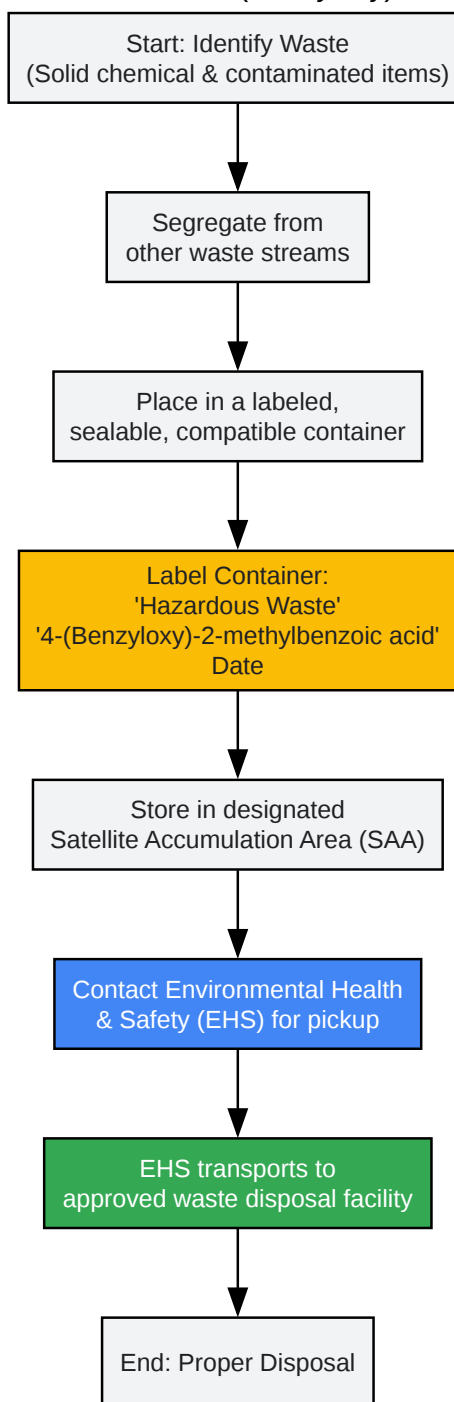 Start: Identify Waste
(Solid chemical & contaminated items)
Segregate from
other waste streams
Place in a labeled,
sealable, compatible container
Label Container:
'Hazardous Waste'
'4-(Benzyloxy)-2-methylbenzoic acid'
Date
Store in designated
Satellite Accumulation Area (SAA)
Contact Environmental Health
& Safety (EHS) for pickup
EHS transports to
approved waste disposal facility
End: Proper Disposal